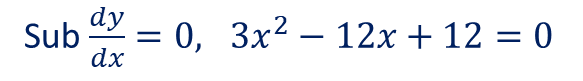 Sub dy/dx = 0, 3x² − 12x + 12 = 0